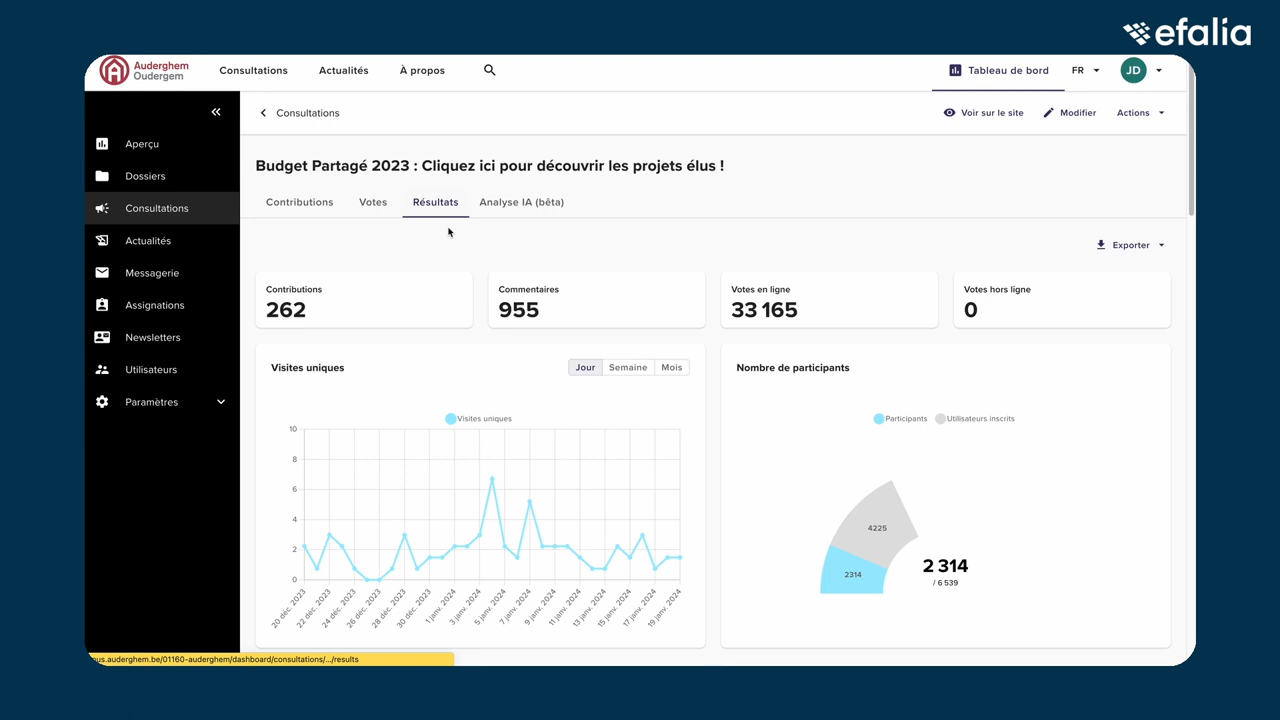 efalia
Auderghem
Oudergem
Consultations
Actualités
À propos
Tableau de bord
FR
JD
Consultations
Voir sur le site
Modifier
Actions
Aperçu
Dossiers
Consultations
Actualités
Messagerie
Assignations
Newsletters
Utilisateurs
Paramètres
Budget Partagé 2023 : Cliquez ici pour découvrir les projets élus !
Contributions
Votes
Résultats
Analyse IA (bêta)
Exporter
Contributions
262
Commentaires
955
Votes en ligne
33 165
Votes hors ligne
0
Visites uniques
Jour
Semaine
Mois
Visites uniques
10
8
6
4
2
0
20 déc. 2023
22 déc. 2023
24 déc. 2023
26 déc. 2023
28 déc. 2023
30 déc. 2023
1 janv. 2024
3 janv. 2024
5 janv. 2024
7 janv. 2024
9 janv. 2024
11 janv. 2024
13 janv. 2024
15 janv. 2024
17 janv. 2024
19 janv. 2024
Nombre de participants
Participants
Utilisateurs inscrits
4225
2314
2 314
/ 6 539
.auderghem.be/01160-auderghem/dashboard/consultations/.../results